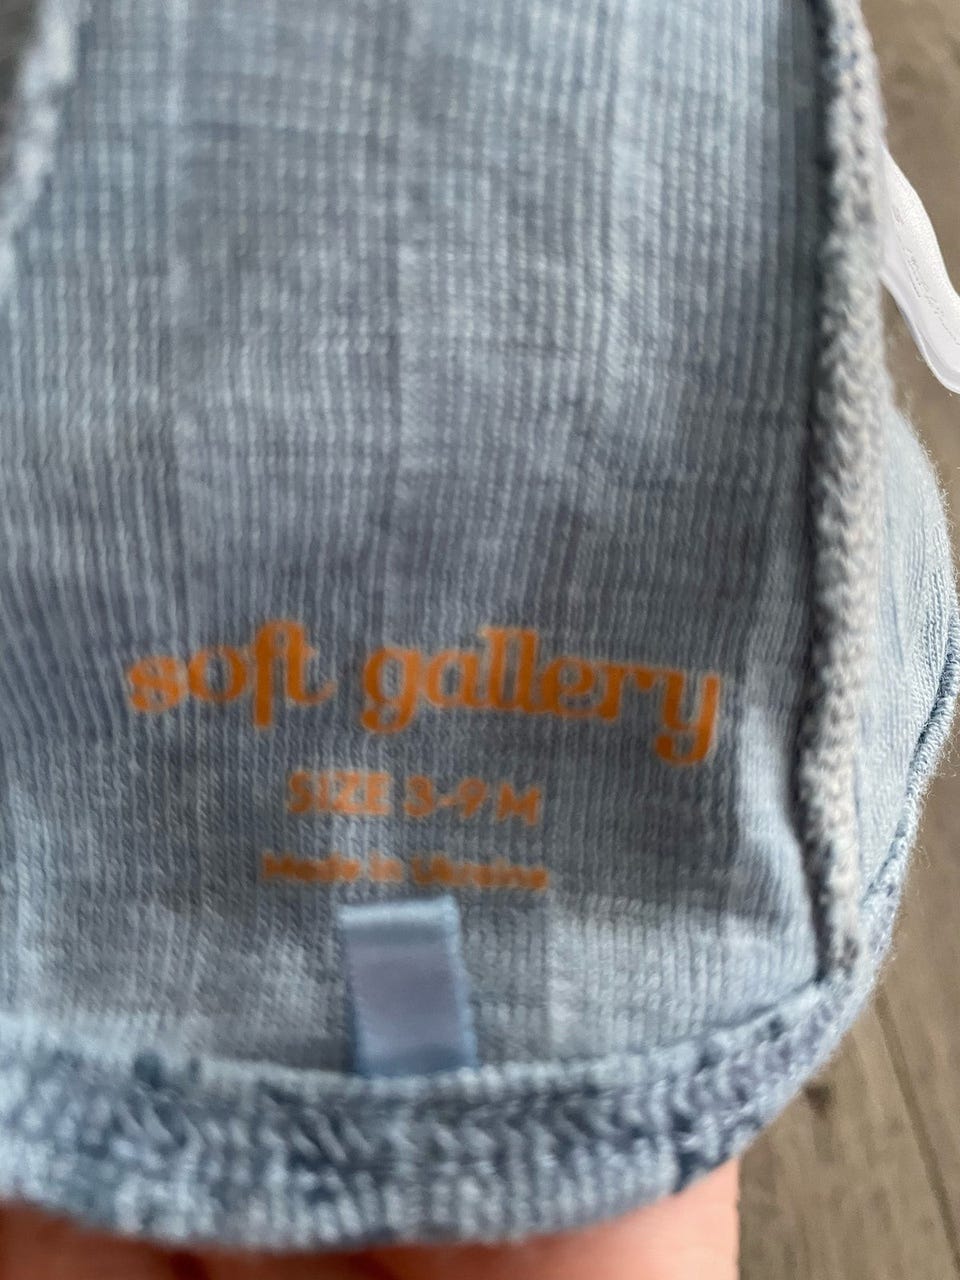 soft gallery
SIZE 3-9 M
Made in Ukraine